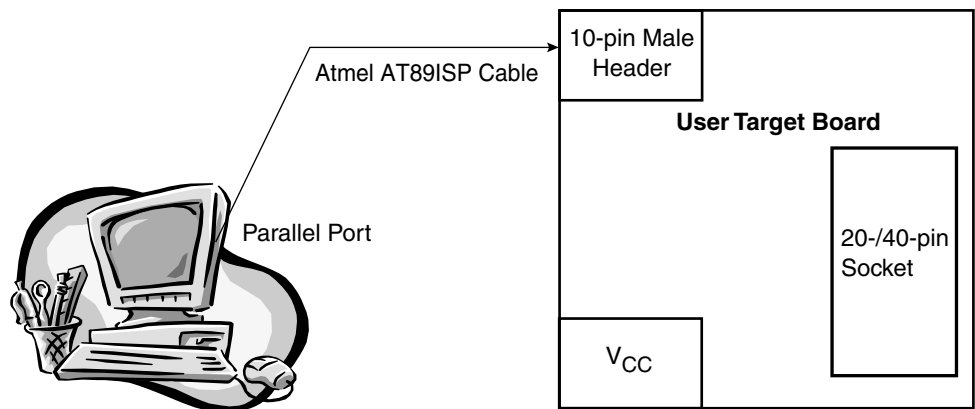 10-pin Male
Header
Atmel AT89ISP Cable
User Target Board
Parallel Port
20-/40-pin
Socket
VCC